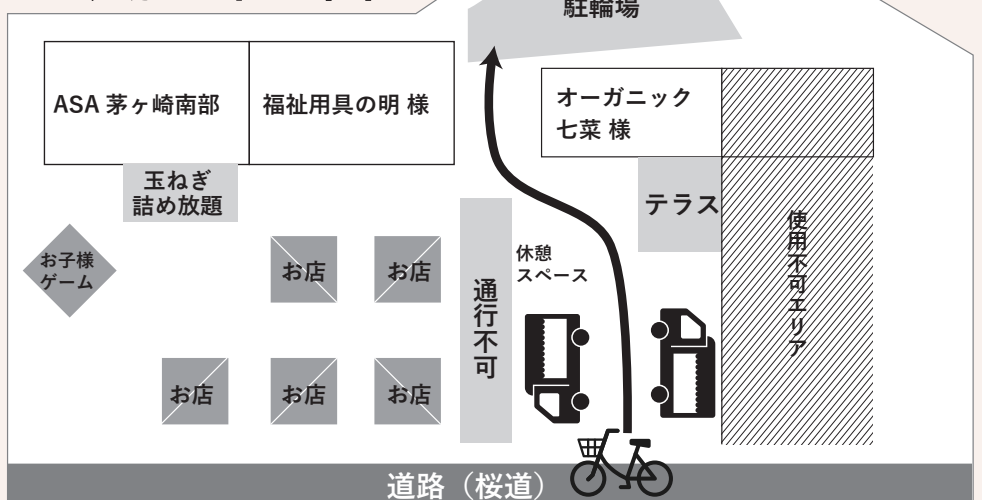 駐輪場
ASA 茅ヶ崎南部
福祉用具の明 様
オーガニック
七菜 様
玉ねぎ
詰め放題
テラス
使用不可エリア
お子様
ゲーム
お店
お店
休憩
スペース
通行不可
お店
お店
お店
道路（桜道）